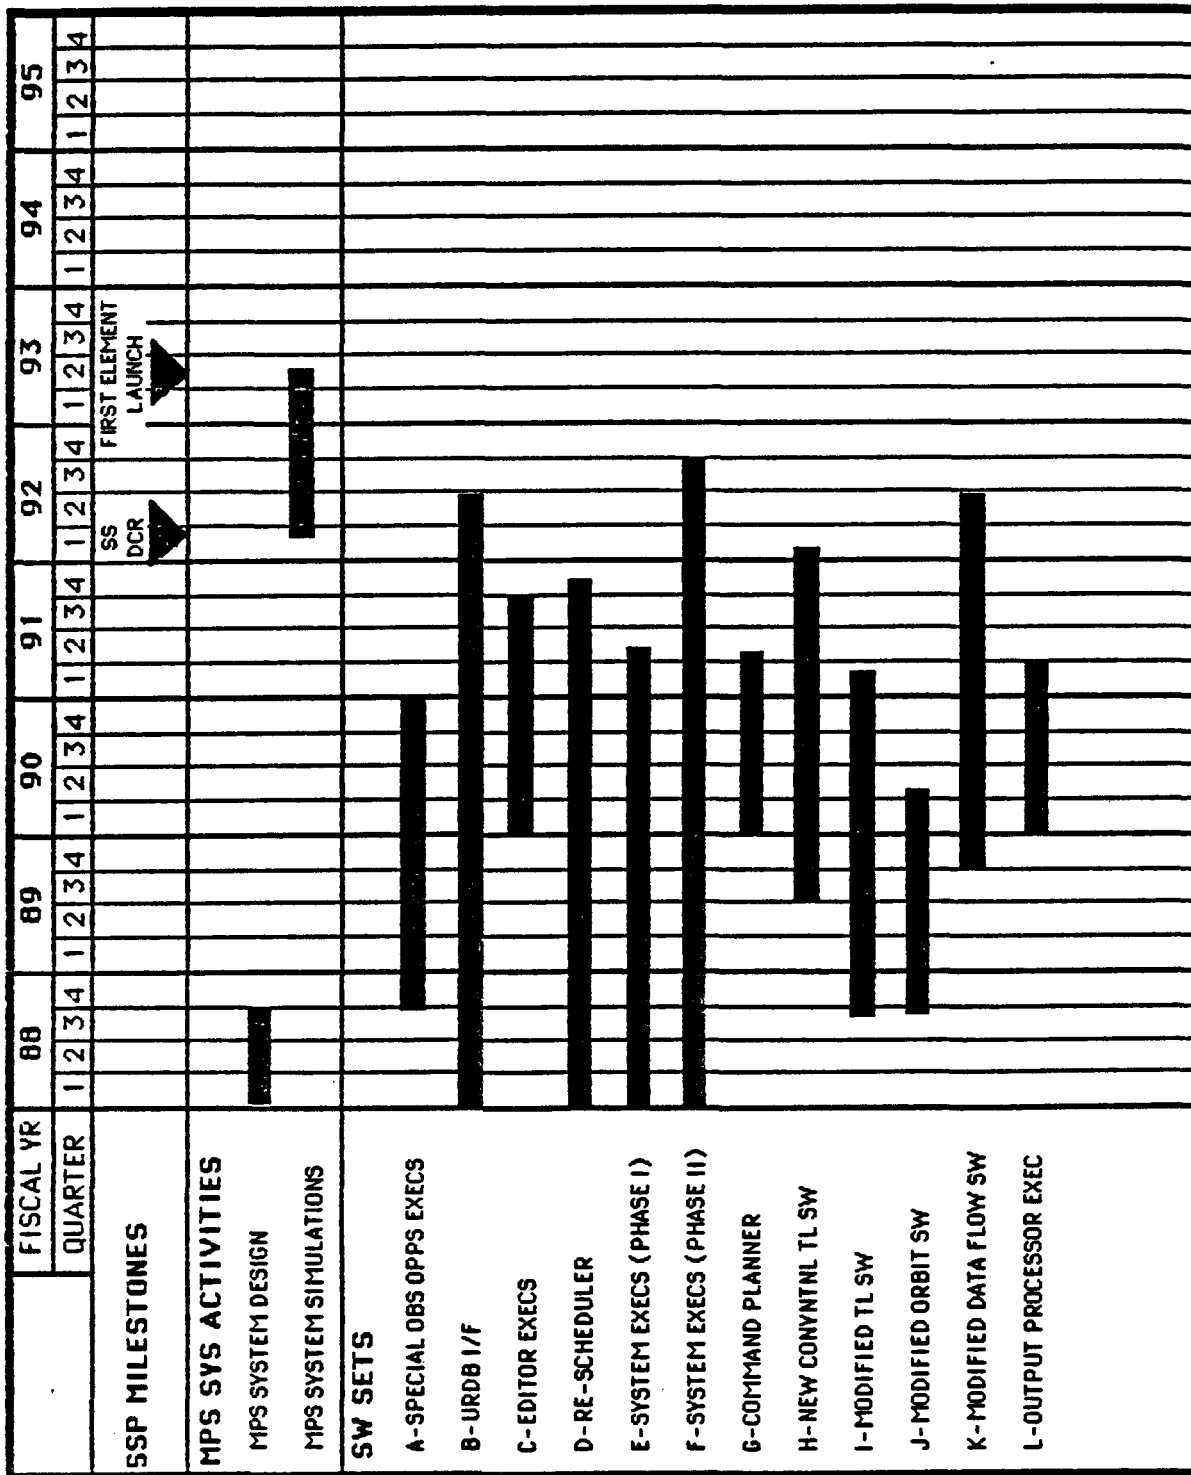 FISCAL YR 88 89 90 91 92 93 94 95
QUARTER 1 2 3 4 1 2 3 4 1 2 3 4 1 2 3 4 1 2 3 4 1 2 3 4 1 2 3 4 1 2 3 4
SSP MILESTONES
SS
DCR
FIRST ELEMENT
LAUNCH
MPS SYS ACTIVITIES
MPS SYSTEM DESIGN
MPS SYSTEM SIMULATIONS
SW SETS
A-SPECIAL OBS OPPS EXECS
B-URDB I/F
C-EDITOR EXECS
D-RE-SCHEDULER
E-SYSTEM EXECS (PHASE I)
F-SYSTEM EXECS (PHASE II)
G-COMMAND PLANNER
H-NEW CONVNTNL TL SW
I-MODIFIED TL SW
J-MODIFIED ORBIT SW
K-MODIFIED DATA FLOW SW
L-OUTPUT PROCESSOR EXEC